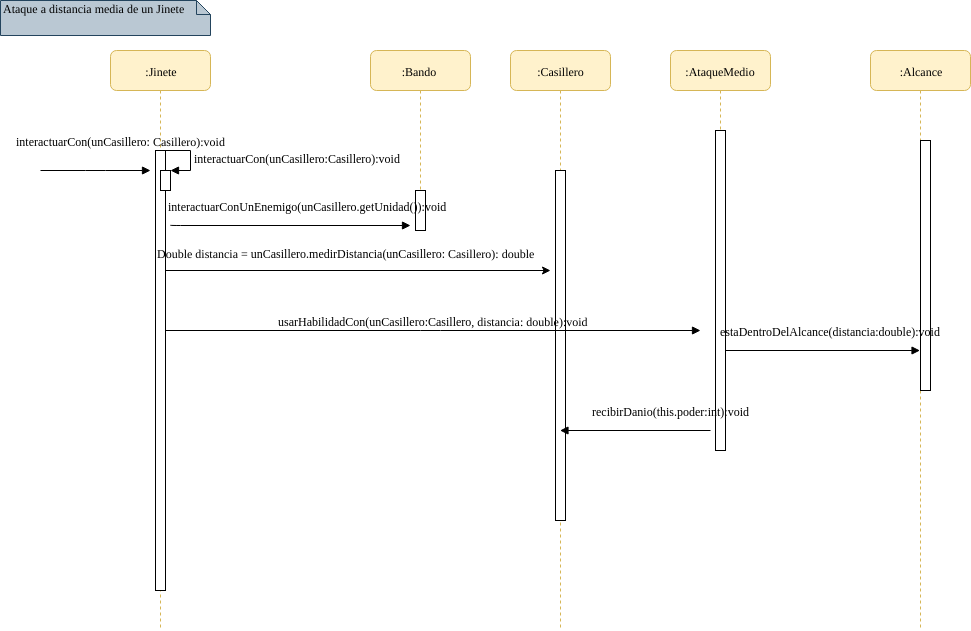 Ataque a distancia media de un Jinete
:Jinete
:Bando
:Casillero
:AtaqueMedio
:Alcance
interactuarCon(unCasillero: Casillero):void
interactuarCon(unCasillero:Casillero):void
interactuarConUnEnemigo(unCasillero.getUnidad()):void
Double distancia = unCasillero.medirDistancia(unCasillero: Casillero): double
usarHabilidadCon(unCasillero:Casillero, distancia: double):void
estaDentroDelAlcance(distancia:double):void
recibirDanio(this.poder:int):void